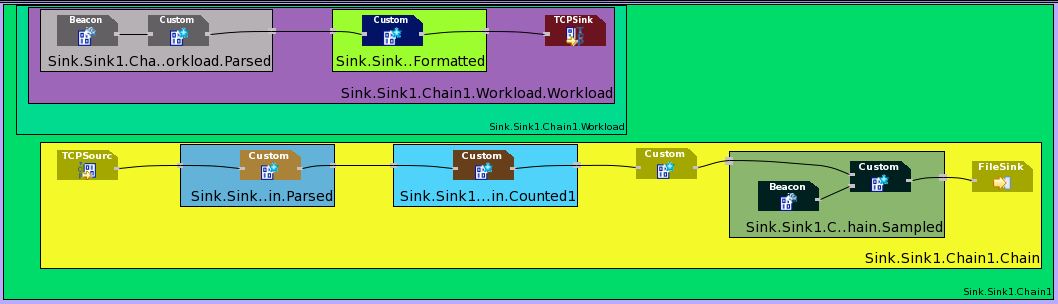 Beacon Custom Custom TCPSink
Sink.Sink1.Cha..orkload.Parsed Sink.Sink..Formatted
Sink.Sink1.Chain1.Workload.Workload
Sink.Sink1.Chain1.Workload
TCPSourc Custom Custom Custom Custom FileSink
Beacon
Sink.Sink..in.Parsed Sink.Sink1...in.Counted1
Sink.Sink1.C..hain.Sampled
Sink.Sink1.Chain1.Chain
Sink.Sink1.Chain1